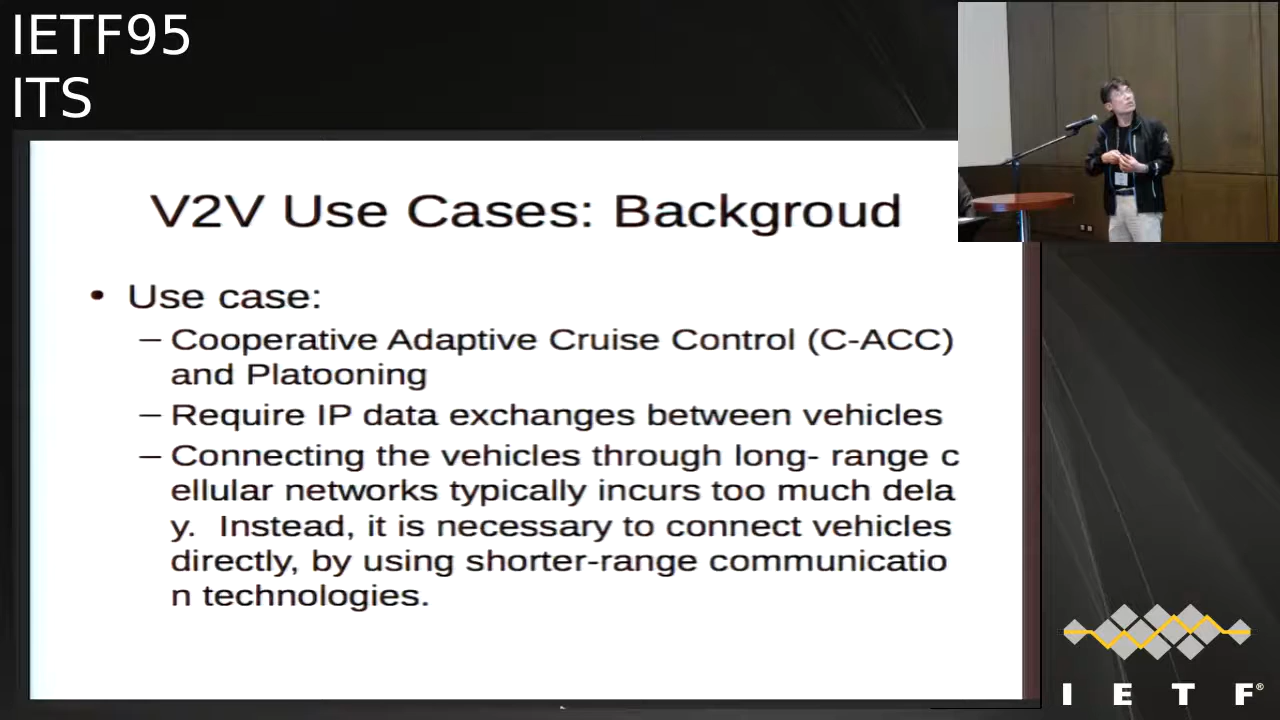 IETF95
ITS
V2V Use Cases: Backgroud
• Use case:
– Cooperative Adaptive Cruise Control (C-ACC)
and Platooning
– Require IP data exchanges between vehicles
– Connecting the vehicles through long- range c
ellular networks typically incurs too much dela
y.  Instead, it is necessary to connect vehicles
directly, by using shorter-range communicatio
n technologies.
I E T F®